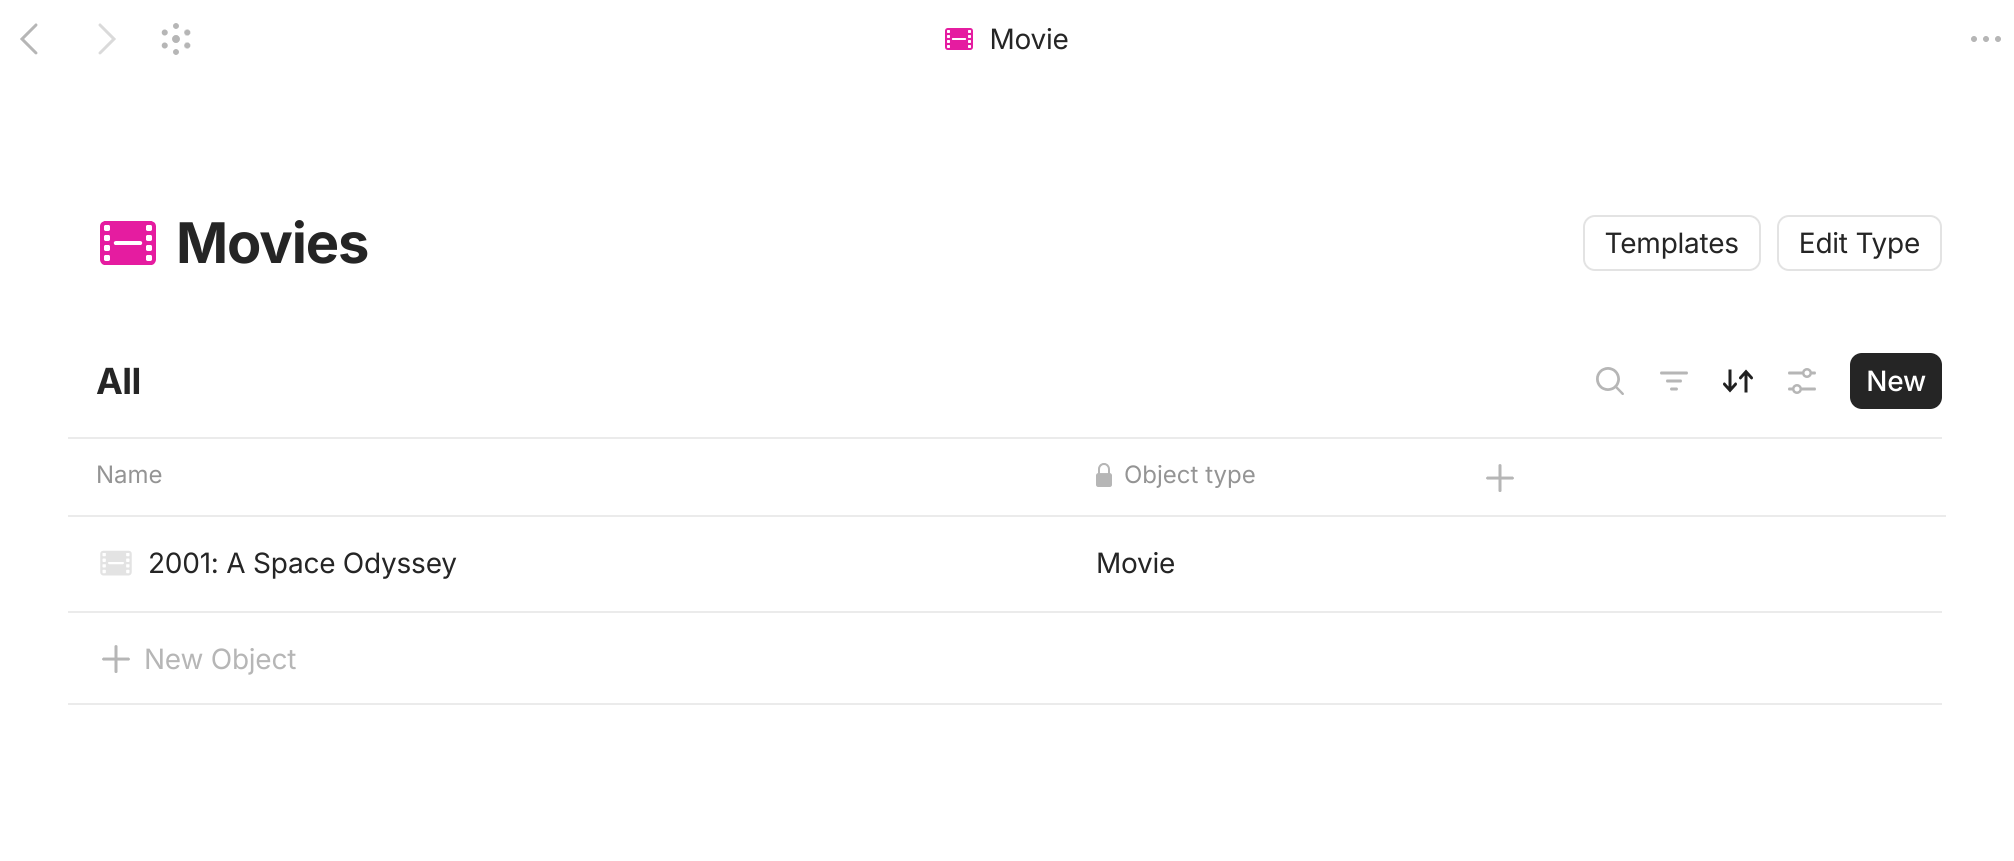 Movie
Movies
Templates
Edit Type
All
New
Name
Object type
2001: A Space Odyssey
Movie
New Object